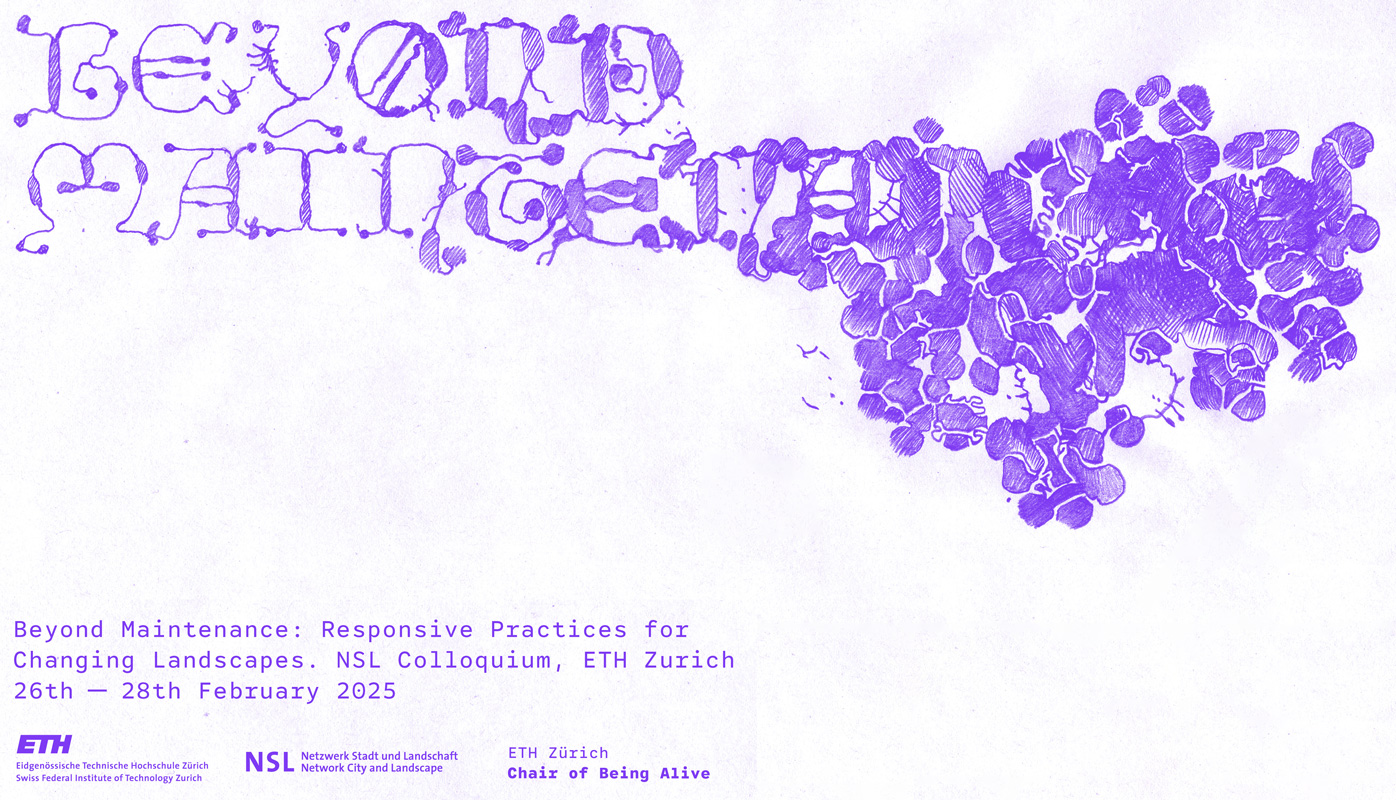 BEYOND
MAINTENAN
Beyond Maintenance: Responsive Practices for
Changing Landscapes. NSL Colloquium, ETH Zurich
26th — 28th February 2025
ETH
Eidgenössische Technische Hochschule Zürich
Swiss Federal Institute of Technology Zurich
NSL
Netzwerk Stadt und Landschaft
Network City and Landscape
ETH Zürich
Chair of Being Alive